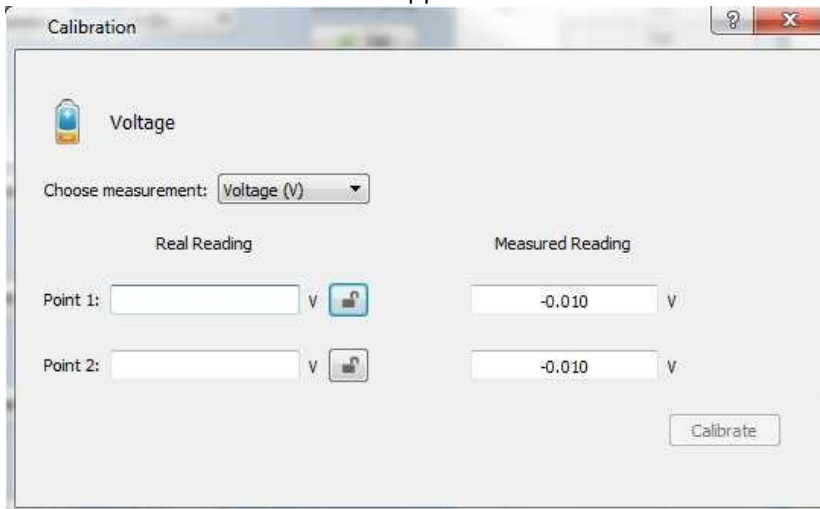 Calibration
?
Voltage
Choose measurement: Voltage (V)
Real Reading Measured Reading
Point 1: V -0.010 V
Point 2: V -0.010 V
Calibrate